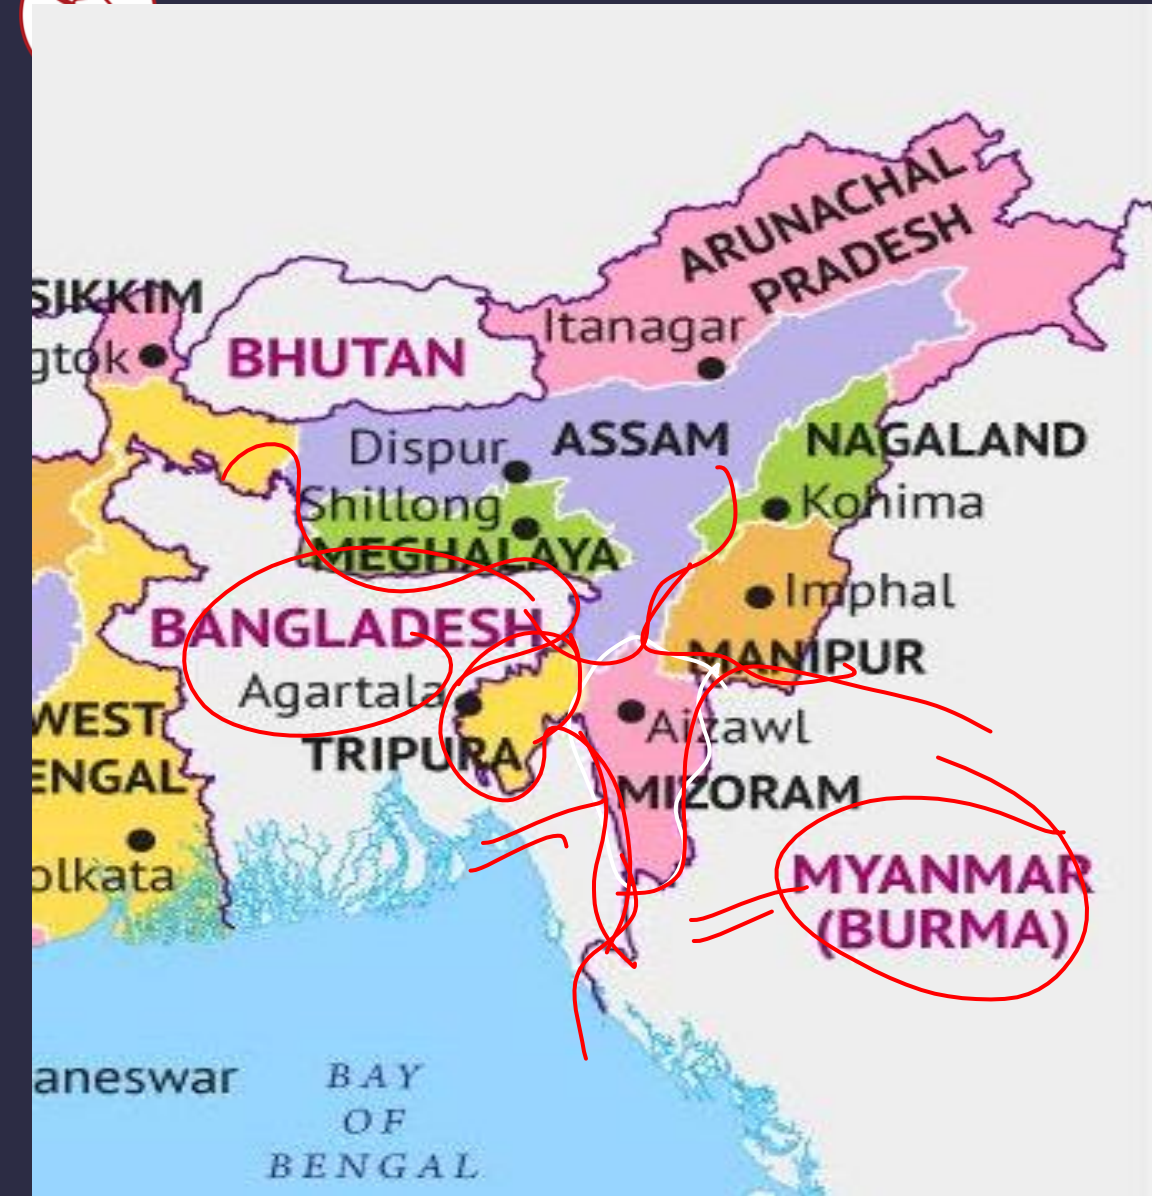 ARUNACHAL
PRADESH
SIKKIM
Itanagar
gtok
BHUTAN
Dispur
ASSAM
NAGALAND
Shillong
Kohima
MEGHALAYA
Imphal
BANGLADESH
MANIPUR
Agartala
WEST
Aizawl
TRIPURA
ENGAL
MIZORAM
olkata
MYANMAR
(BURMA)
aneswar
BAY
OF
BENGAL